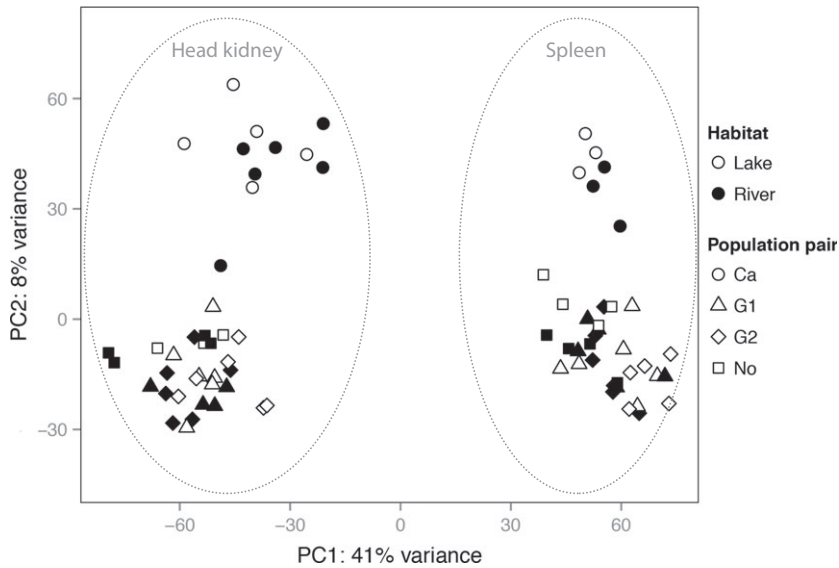 Head kidney
Spleen
60
30
0
−30
PC2: 8% variance
−60
−30
0
30
60
PC1: 41% variance
Habitat
Lake
River
Population pair
Ca
G1
G2
No